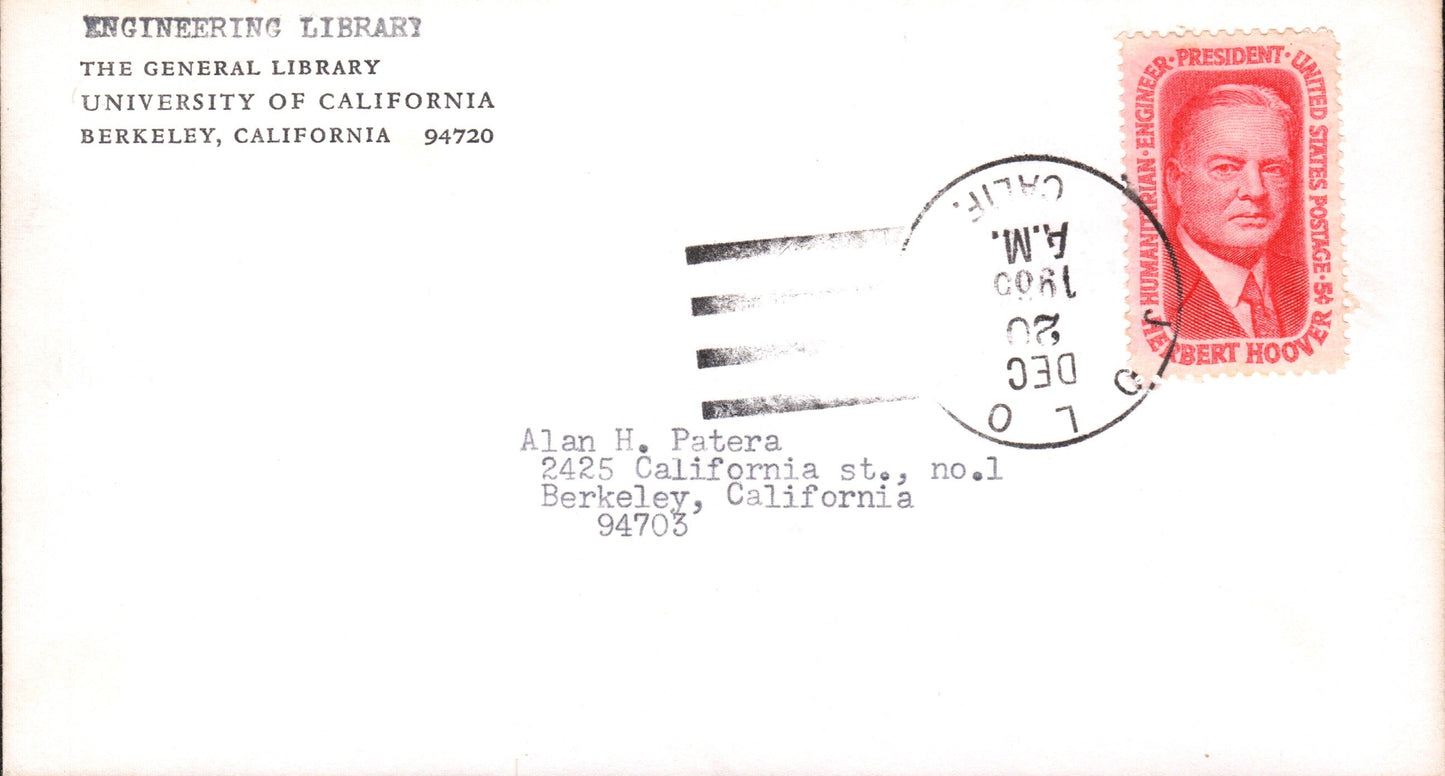 ENGINEERING LIBRARY
THE GENERAL LIBRARY
UNIVERSITY OF CALIFORNIA
BERKELEY, CALIFORNIA 94720
HUMANITARIAN·ENGINEER·PRESIDENT·UNITED STATES POSTAGE·5¢
HERBERT HOOVER
JOLO
DEC
20
A.M.
CALIF.
Alan H. Patera
2425 California st., no.1
Berkeley, California
94703